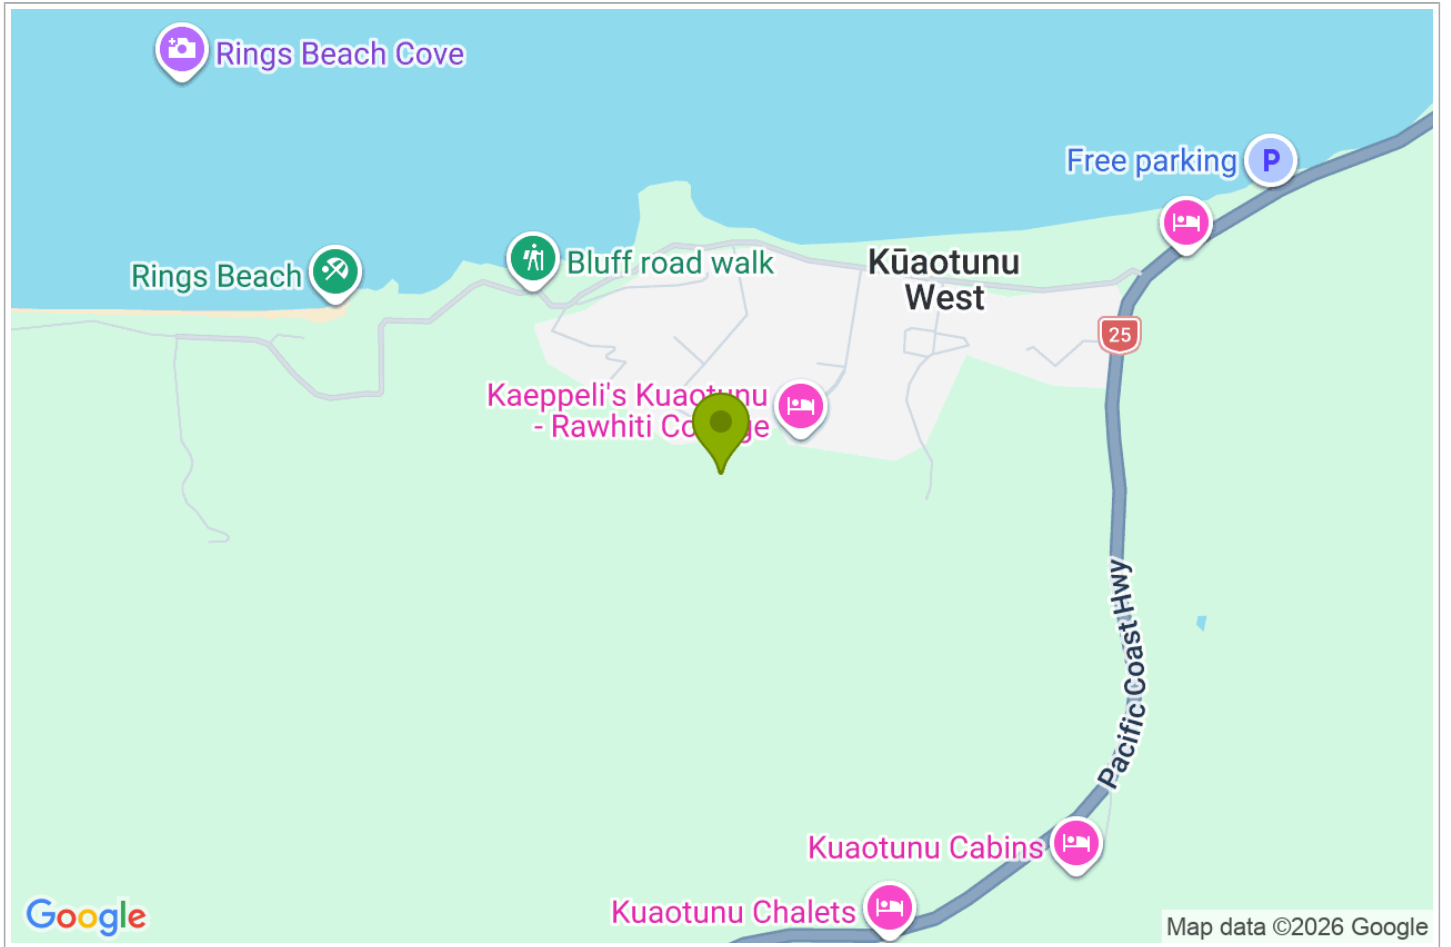 Rings Beach Cove
Free parking
P
Rings Beach
Bluff road walk
Kūaotunu
West
25
Kaeppeli's Kuaotunu
- Rawhiti
Pacific Coast Hwy
Kuaotunu Cabins
Kuaotunu Chalets
Google
Map data ©2026 Google